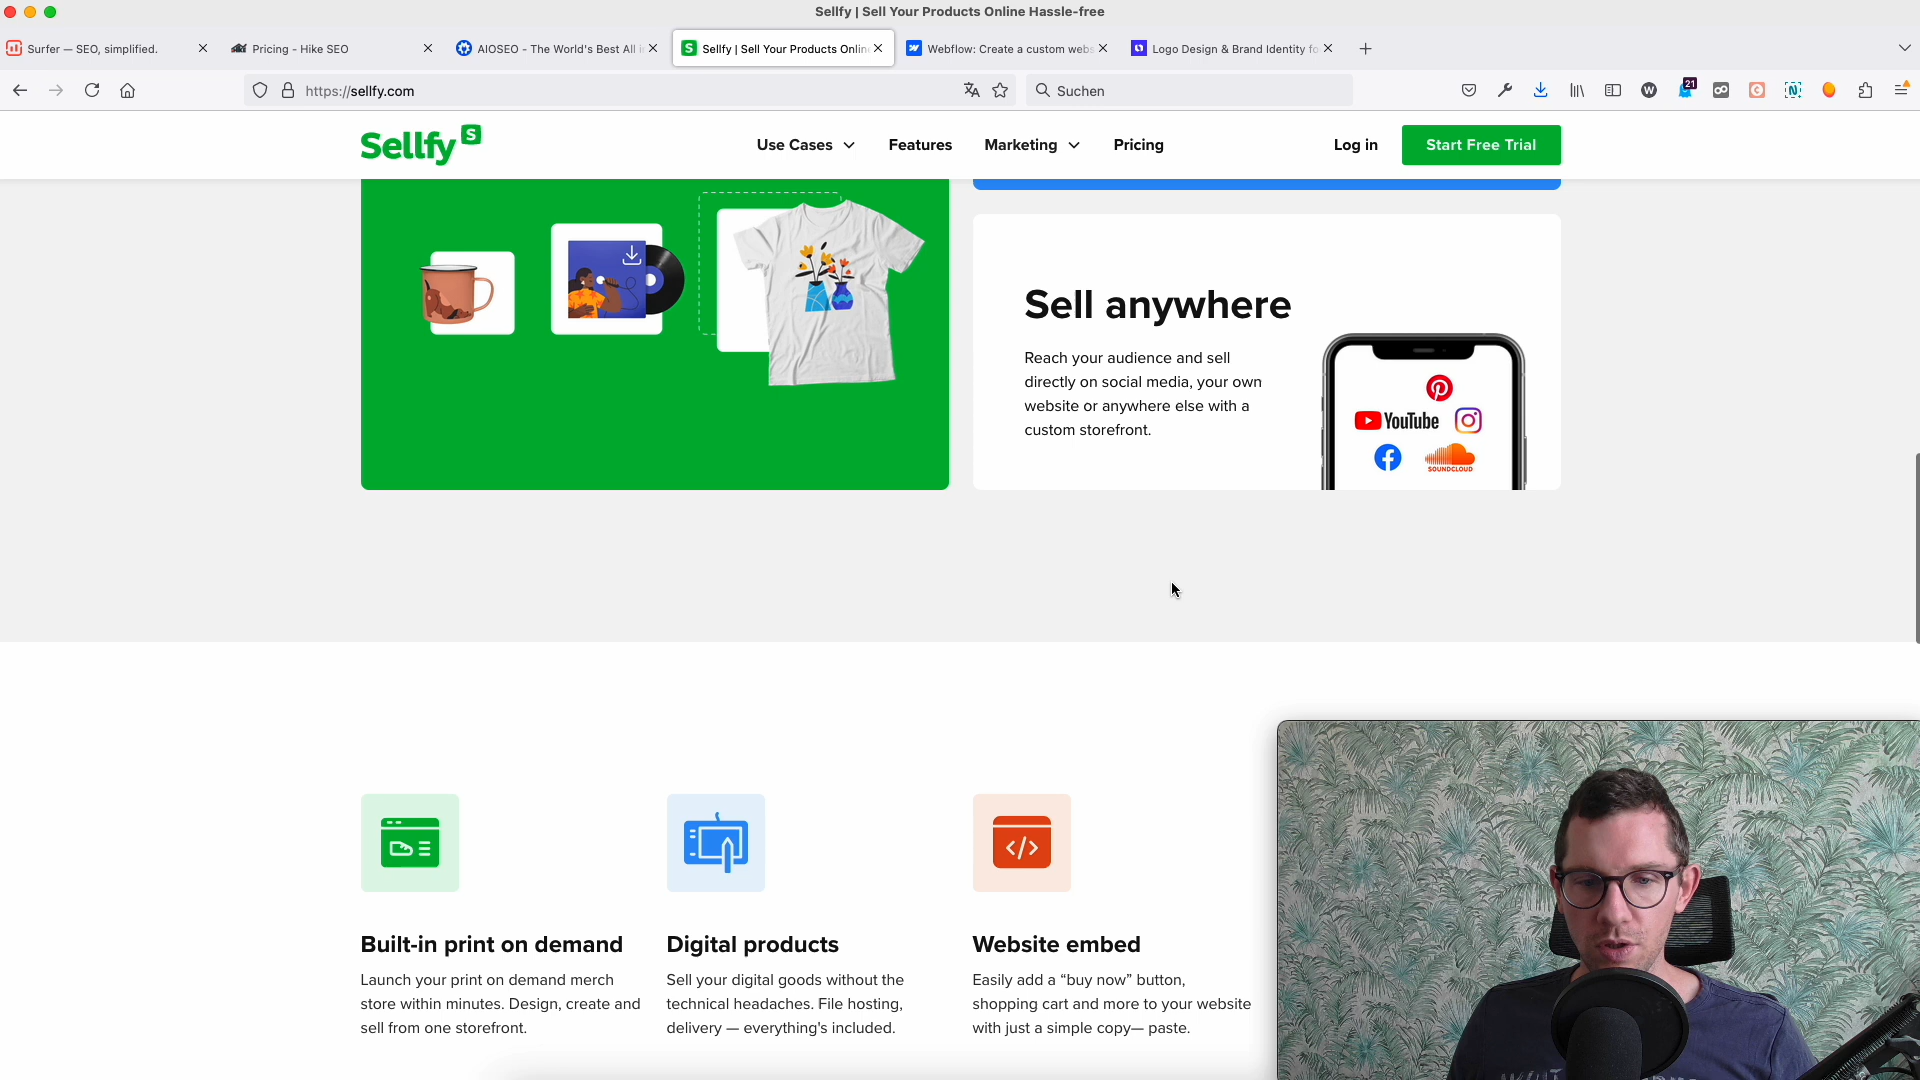 Sellfy | Sell Your Products Online Hassle-free
Surfer — SEO, simplified.
Pricing - Hike SEO
AIOSEO - The World's Best All i
Sellfy | Sell Your Products Onlin
Webflow: Create a custom webs
Logo Design & Brand Identity fo
https://sellfy.com
Suchen
21
Sellfy S
Use Cases
Features
Marketing
Pricing
Log in
Start Free Trial
Sell anywhere
Reach your audience and sell
directly on social media, your own
website or anywhere else with a
custom storefront.
YouTube
SOUNDCLOUD
Built-in print on demand
Launch your print on demand merch
store within minutes. Design, create and
sell from one storefront.
Digital products
Sell your digital goods without the
technical headaches. File hosting,
delivery — everything's included.
Website embed
Easily add a “buy now” button,
shopping cart and more to your website
with just a simple copy— paste.